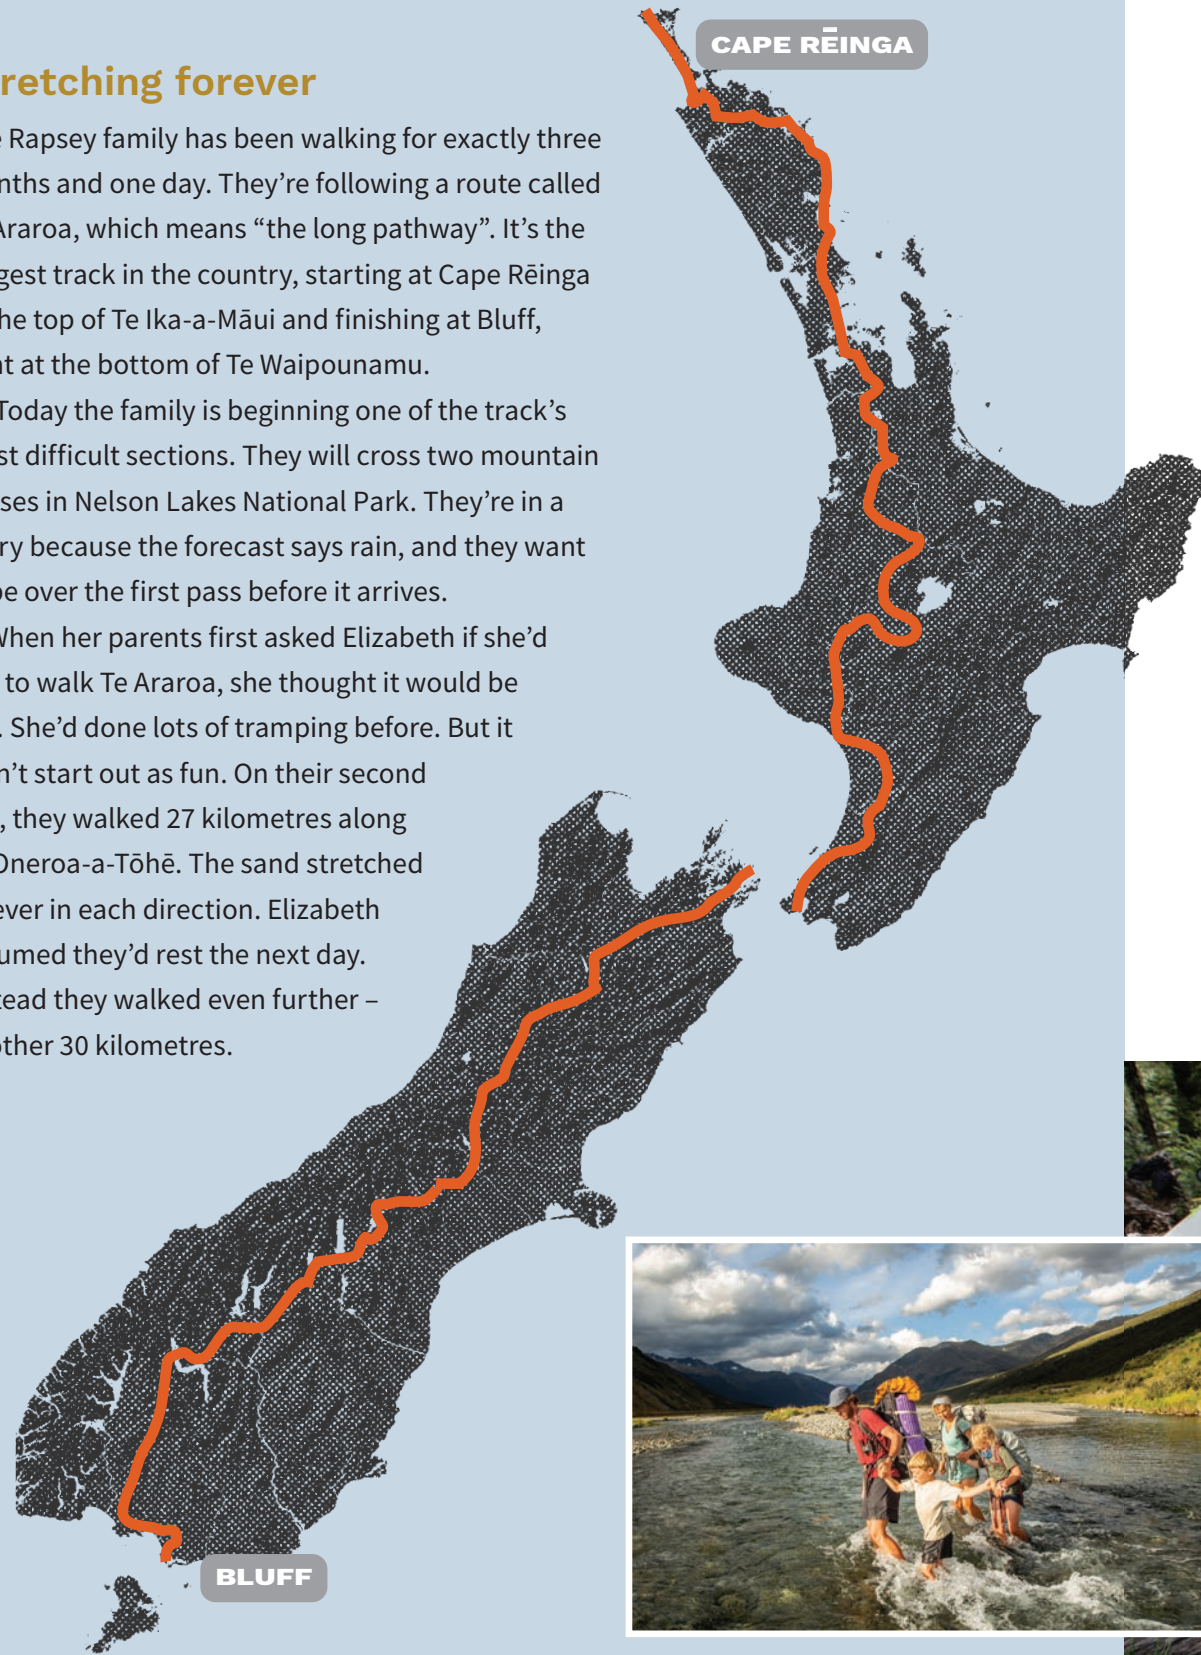 CAPE RĒINGA
retching forever
e Rapsey family has been walking for exactly three
nths and one day. They’re following a route called
Araroa, which means “the long pathway”. It’s the
gest track in the country, starting at Cape Rēinga
he top of Te Ika-a-Māui and finishing at Bluff,
t at the bottom of Te Waipounamu.
Today the family is beginning one of the track’s
st difficult sections. They will cross two mountain
ses in Nelson Lakes National Park. They’re in a
ry because the forecast says rain, and they want
be over the first pass before it arrives.
When her parents first asked Elizabeth if she’d
to walk Te Araroa, she thought it would be
. She’d done lots of tramping before. But it
n’t start out as fun. On their second
, they walked 27 kilometres along
Oneroa-a-Tōhē. The sand stretched
ever in each direction. Elizabeth
umed they’d rest the next day.
tead they walked even further –
other 30 kilometres.
BLUFF